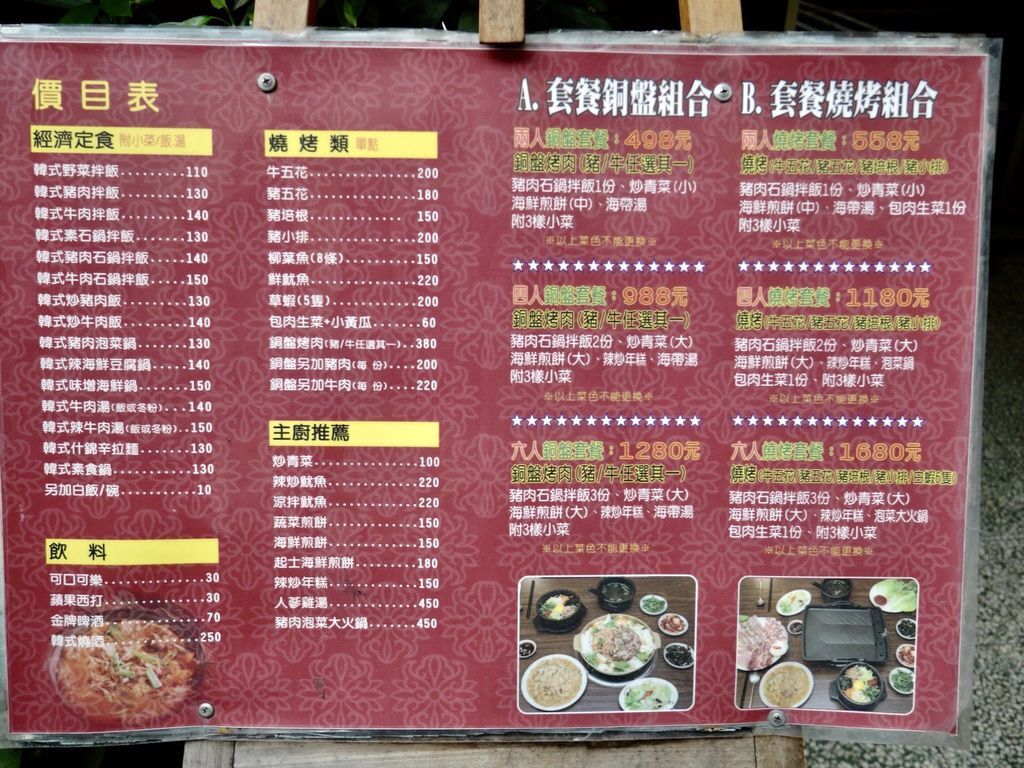 價目表
經濟定食 附小菜/飯.湯
韓式野菜拌飯..........110
韓式豬肉拌飯..........130
韓式牛肉拌飯..........140
韓式素石鍋拌飯.......130
韓式豬肉石鍋拌飯....140
韓式牛肉石鍋拌飯....150
韓式炒豬肉飯..........130
韓式炒牛肉飯..........140
韓式豬肉泡菜鍋.......130
韓式辣海鮮豆腐鍋....140
韓式味增海鮮鍋.......150
韓式牛肉湯(飯或冬粉)...140
韓式辣牛肉湯(飯或冬粉)..150
韓式什錦辛拉麵.......130
韓式素食鍋.............130
另加白飯/碗............10
飲 料
可口可樂...............30
蘋果西打...............30
金牌啤酒...............70
韓式燒酒...............250
燒烤類 單點
牛五花..................200
豬五花..................180
豬培根.............. 150
豬小排..................200
柳葉魚(8條)............150
鮮魷魚..................220
草蝦(5隻)..............200
包肉生菜+小黃瓜.......60
銅盤烤肉(豬/牛任選其一)..380
銅盤另加豬肉(每 份)....200
銅盤另加牛肉(每 份)....220
主廚推薦
炒青菜..................100
辣炒魷魚...............220
涼拌魷魚...............220
蔬菜煎餅...............150
海鮮煎餅...............150
起士海鮮煎餅..........180
辣炒年糕...............150
人蔘雞湯...............450
豬肉泡菜大火鍋.......450
A. 套餐銅盤組合
兩人銅盤套餐：498元
銅盤烤肉(豬/牛任選其一)
豬肉石鍋拌飯1份、炒青菜(小)
海鮮煎餅(中)、海帶湯
附3樣小菜
※以上菜色不能更換※
四人銅盤套餐：988元
銅盤烤肉(豬/牛任選其一)
豬肉石鍋拌飯2份、炒青菜(大)
海鮮煎餅(大)、辣炒年糕、海帶湯
附3樣小菜
※以上菜色不能更換※
六人銅盤套餐：1280元
銅盤烤肉(豬/牛任選其一)
豬肉石鍋拌飯3份、炒青菜(大)
海鮮煎餅(大)、辣炒年糕、海帶湯
附3樣小菜
※以上菜色不能更換※
B. 套餐燒烤組合
兩人燒烤套餐：558元
燒烤(牛五花/豬五花/豬培根/豬小排)
豬肉石鍋拌飯1份、炒青菜(小)
海鮮煎餅(中)、海帶湯、包肉生菜1份
附3樣小菜
※以上菜色不能更換※
四人燒烤套餐：1180元
燒烤(牛五花/豬五花/豬培根/豬小排)
豬肉石鍋拌飯2份、炒青菜(大)
海鮮煎餅(大)、辣炒年糕、泡菜鍋
包肉生菜1份、附3樣小菜
※以上菜色不能更換※
六人燒烤套餐：1680元
燒烤(牛五花/豬五花/豬培根/豬小排/白蝦6隻)
豬肉石鍋拌飯3份、炒青菜(大)
海鮮煎餅(大)、辣炒年糕、泡菜大火鍋
包肉生菜1份、附3樣小菜
※以上菜色不能更換※